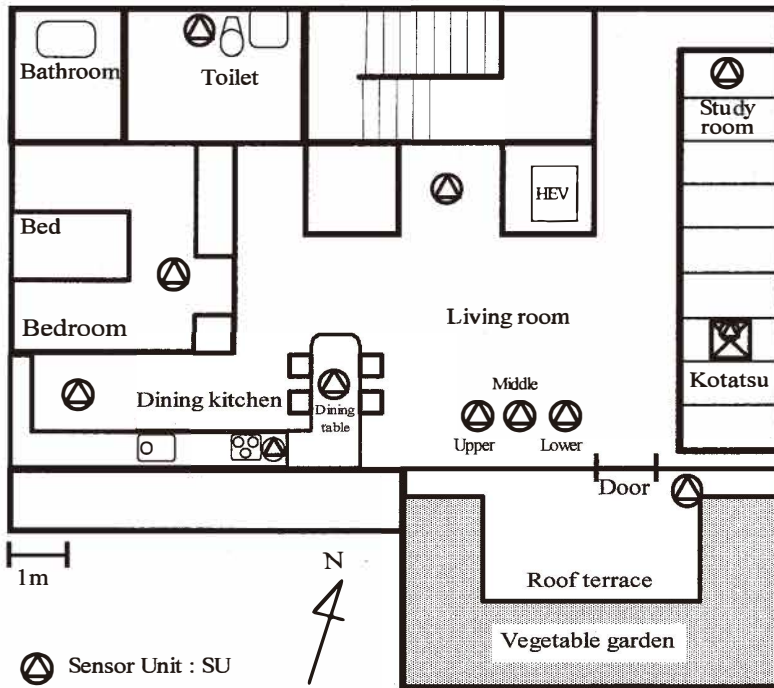 Bathroom
Toilet
Study
room
HEV
Bed
Bedroom
Living room
Dining kitchen
Dining
table
Middle
Upper
Lower
Kotatsu
Door
1m
N
Roof terrace
Vegetable garden
Sensor Unit : SU